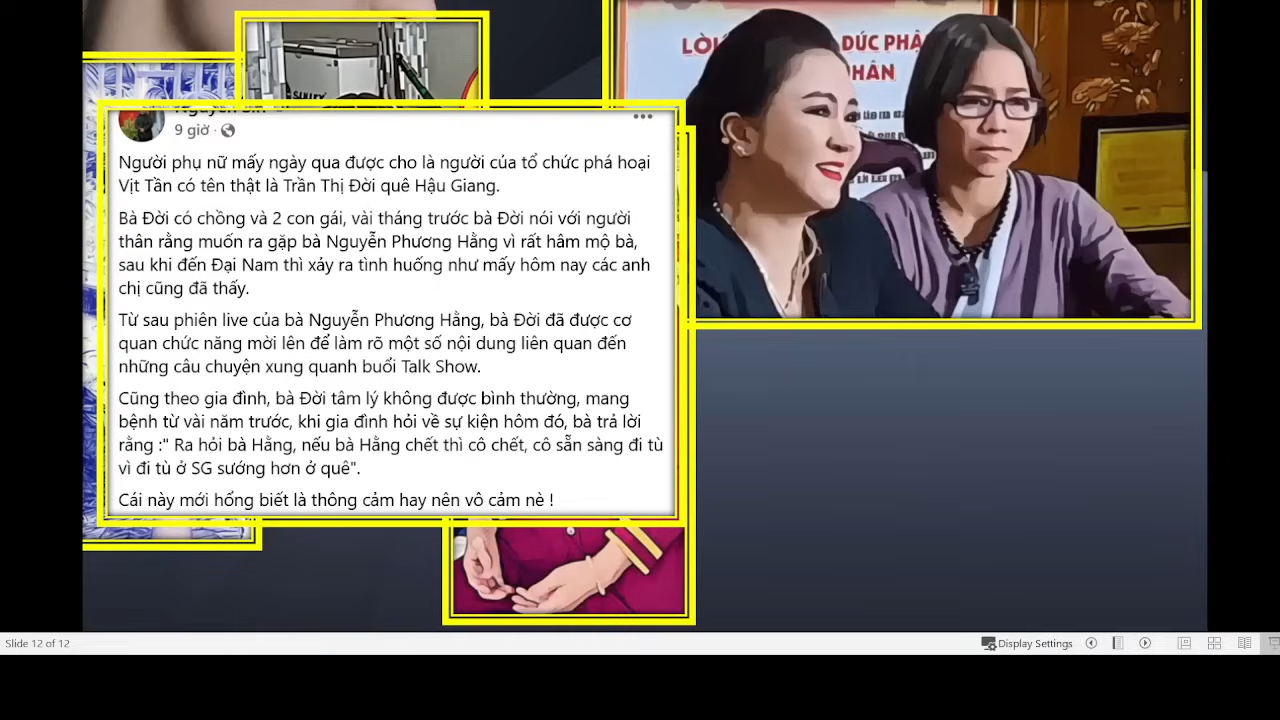 LỜI
ĐỨC PHẬ
HÂN
9 giờ ·
Người phụ nữ mấy ngày qua được cho là người của tổ chức phá hoại
Vịt Tần có tên thật là Trần Thị Đời quê Hậu Giang.
Bà Đời có chồng và 2 con gái, vài tháng trước bà Đời nói với người
thân rằng muốn ra gặp bà Nguyễn Phương Hằng vì rất hâm mộ bà,
sau khi đến Đại Nam thì xảy ra tình huống như mấy hôm nay các anh
chị cũng đã thấy.
Từ sau phiên live của bà Nguyễn Phương Hằng, bà Đời đã được cơ
quan chức năng mời lên để làm rõ một số nội dung liên quan đến
những câu chuyện xung quanh buổi Talk Show.
Cũng theo gia đình, bà Đời tâm lý không được bình thường, mang
bệnh từ vài năm trước, khi gia đình hỏi về sự kiện hôm đó, bà trả lời
rằng :" Ra hỏi bà Hằng, nếu bà Hằng chết thì cô chết, cô sẵn sàng đi tù
vì đi tù ở SG sướng hơn ở quê".
Cái này mới hổng biết là thông cảm hay nên vô cảm nè !
Slide 12 of 12
Display Settings